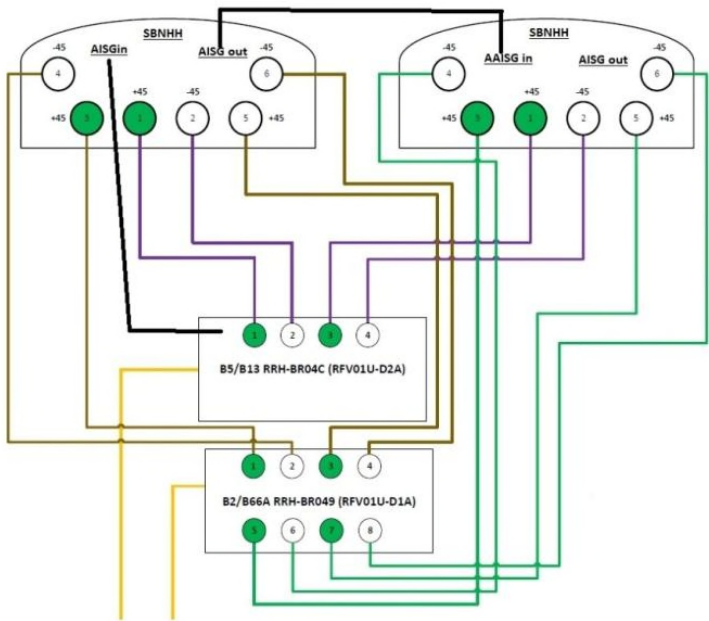 SBNHH
-45 AISGin AISG out -45
4 6
+45 -45
+45 3 1 2 5 +45
SBNHH
-45 AAISG in AISG out -45
4 6
+45 -45
+45 3 1 2 5 +45
1 2 3 4
B5/B13 RRH-BR04C (RFV01U-D2A)
1 2 3 4
B2/B66A RRH-BR049 (RFV01U-D1A)
5 6 7 8